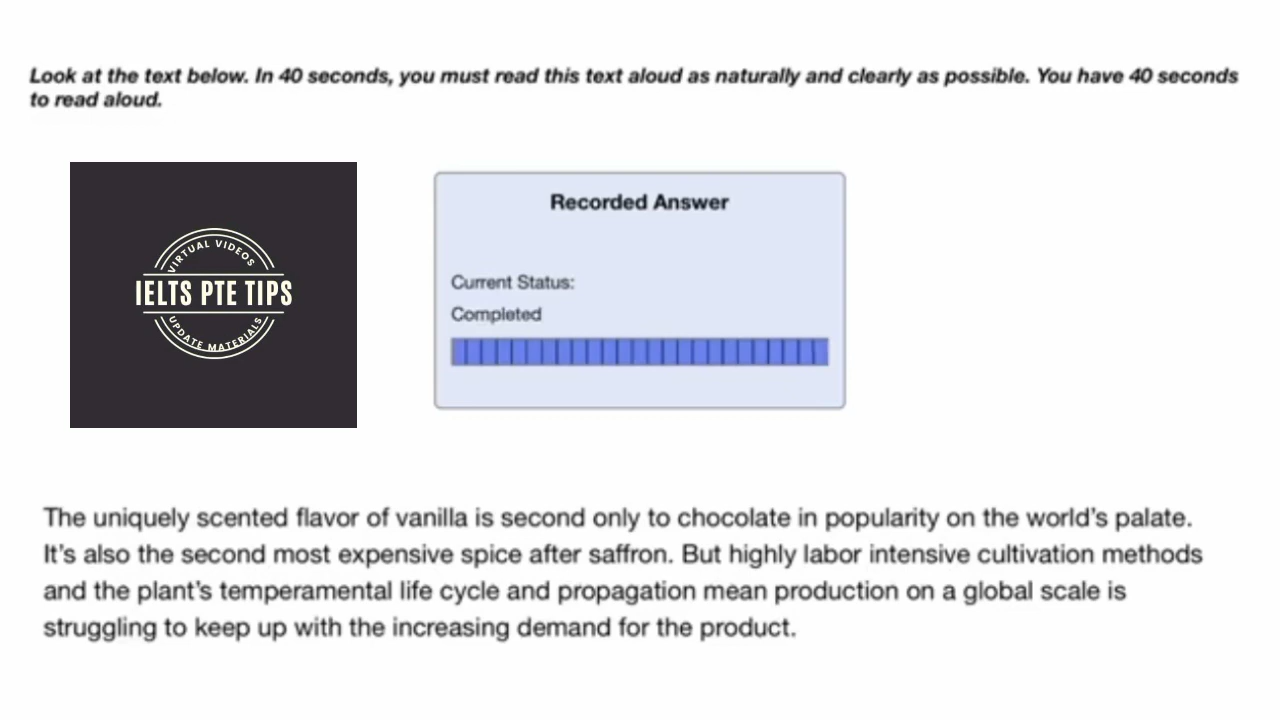 Look at the text below. In 40 seconds, you must read this text aloud as naturally and clearly as possible. You have 40 seconds
to read aloud.
VIRTUAL VIDEOS
IELTS PTE TIPS
UPDATE MATERIALS
Recorded Answer
Current Status:
Completed
The uniquely scented flavor of vanilla is second only to chocolate in popularity on the world's palate.
It's also the second most expensive spice after saffron. But highly labor intensive cultivation methods
and the plant's temperamental life cycle and propagation mean production on a global scale is
struggling to keep up with the increasing demand for the product.